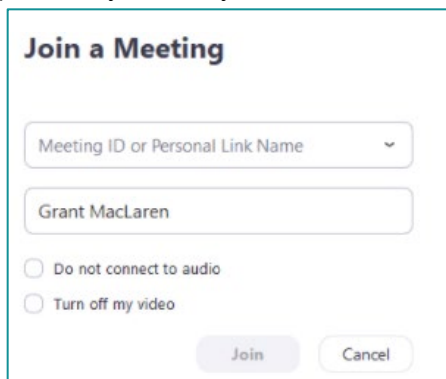 Join a Meeting
Meeting ID or Personal Link Name
Grant MacLaren
Do not connect to audio
Turn off my video
Join Cancel